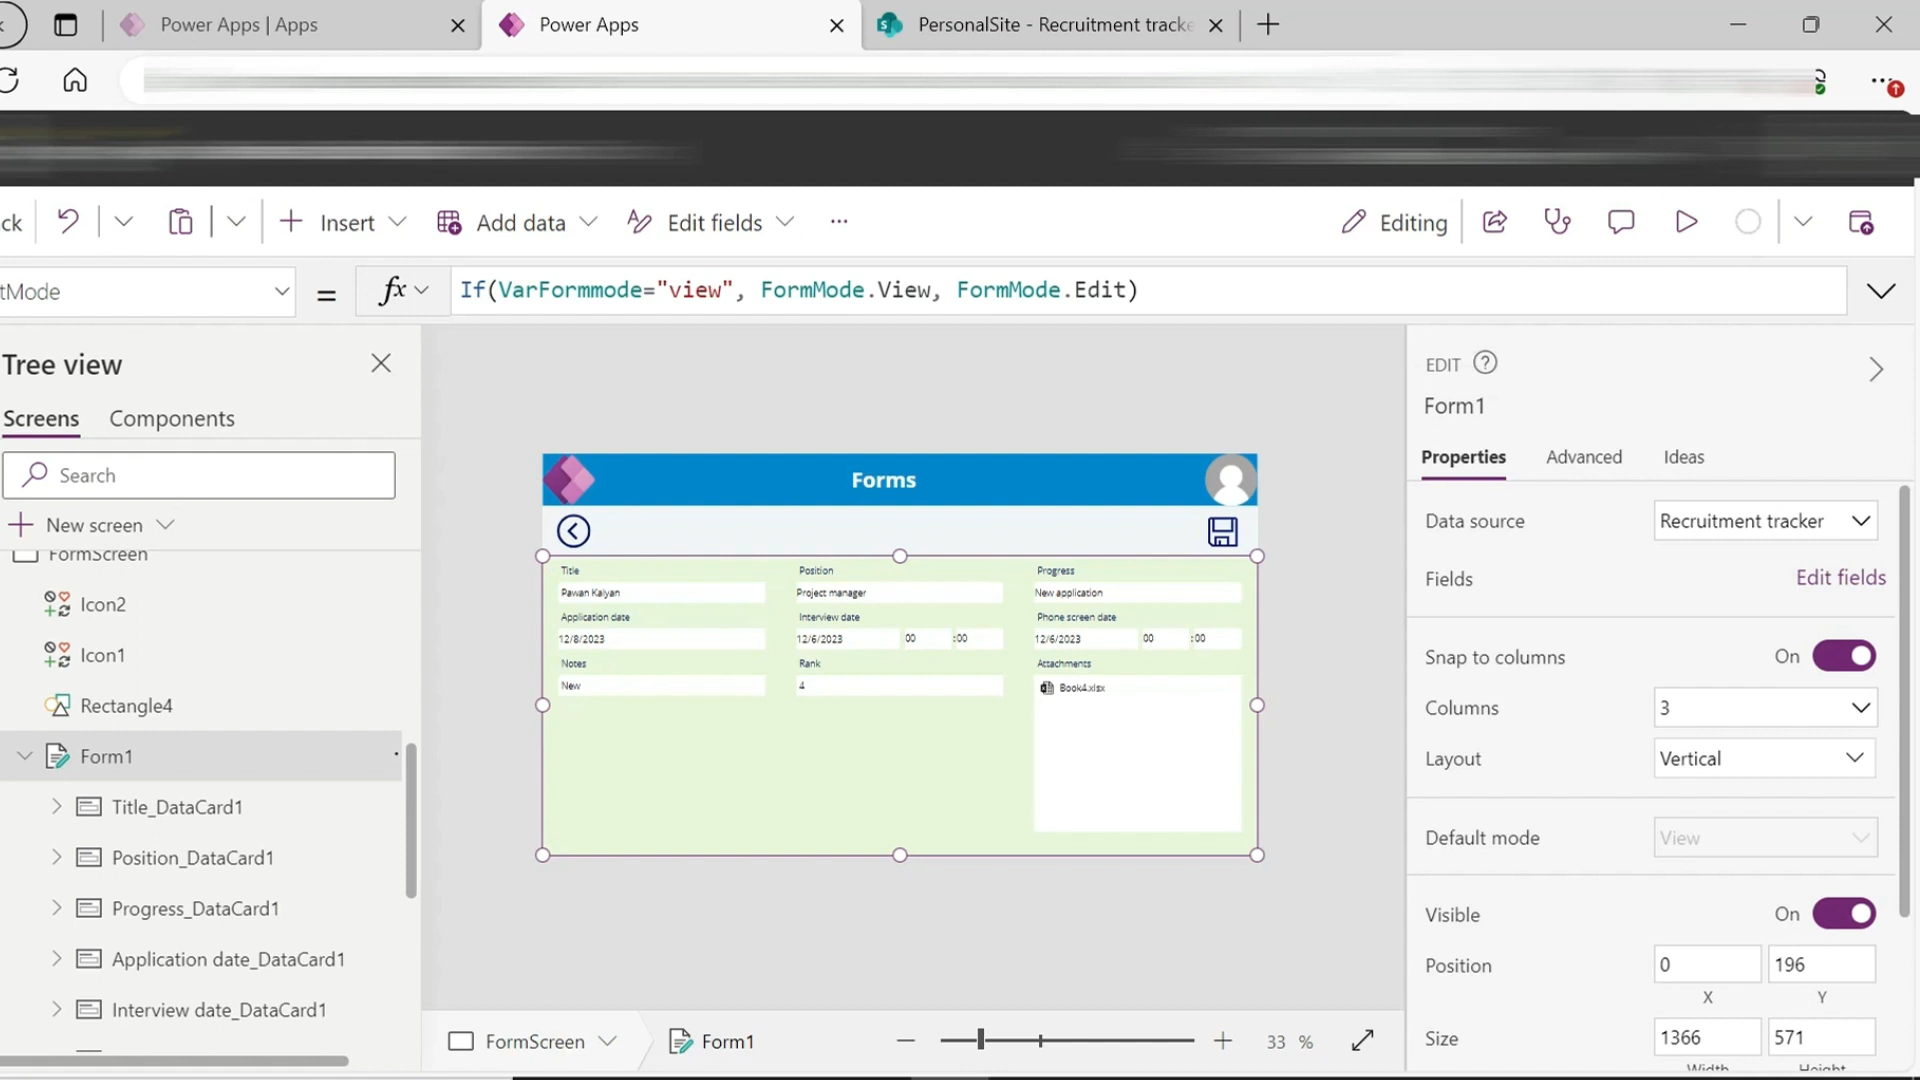 Power Apps | Apps
Power Apps
PersonalSite - Recruitment tracke
ck
Insert
Add data
Edit fields
...
Editing
tMode
=
fx
If(VarFormmode="view", FormMode.View, FormMode.Edit)
Tree view
Screens
Components
Search
New screen
FormScreen
Icon2
Icon1
Rectangle4
Form1
Title_DataCard1
Position_DataCard1
Progress_DataCard1
Application date_DataCard1
Interview date_DataCard1
Forms
Title
Position
Progress
Pawan Kalyan
Project manager
New application
Application date
Interview date
Phone screen date
12/8/2023
12/6/2023
00
:00
12/6/2023
00
:00
Notes
Rank
Attachments
New
4
Book4.xlsx
FormScreen
Form1
33 %
EDIT
Form1
Properties
Advanced
Ideas
Data source
Recruitment tracker
Fields
Edit fields
Snap to columns
On
Columns
3
Layout
Vertical
Default mode
View
Visible
On
Position
0
196
X
Y
Size
1366
571
Width
Height